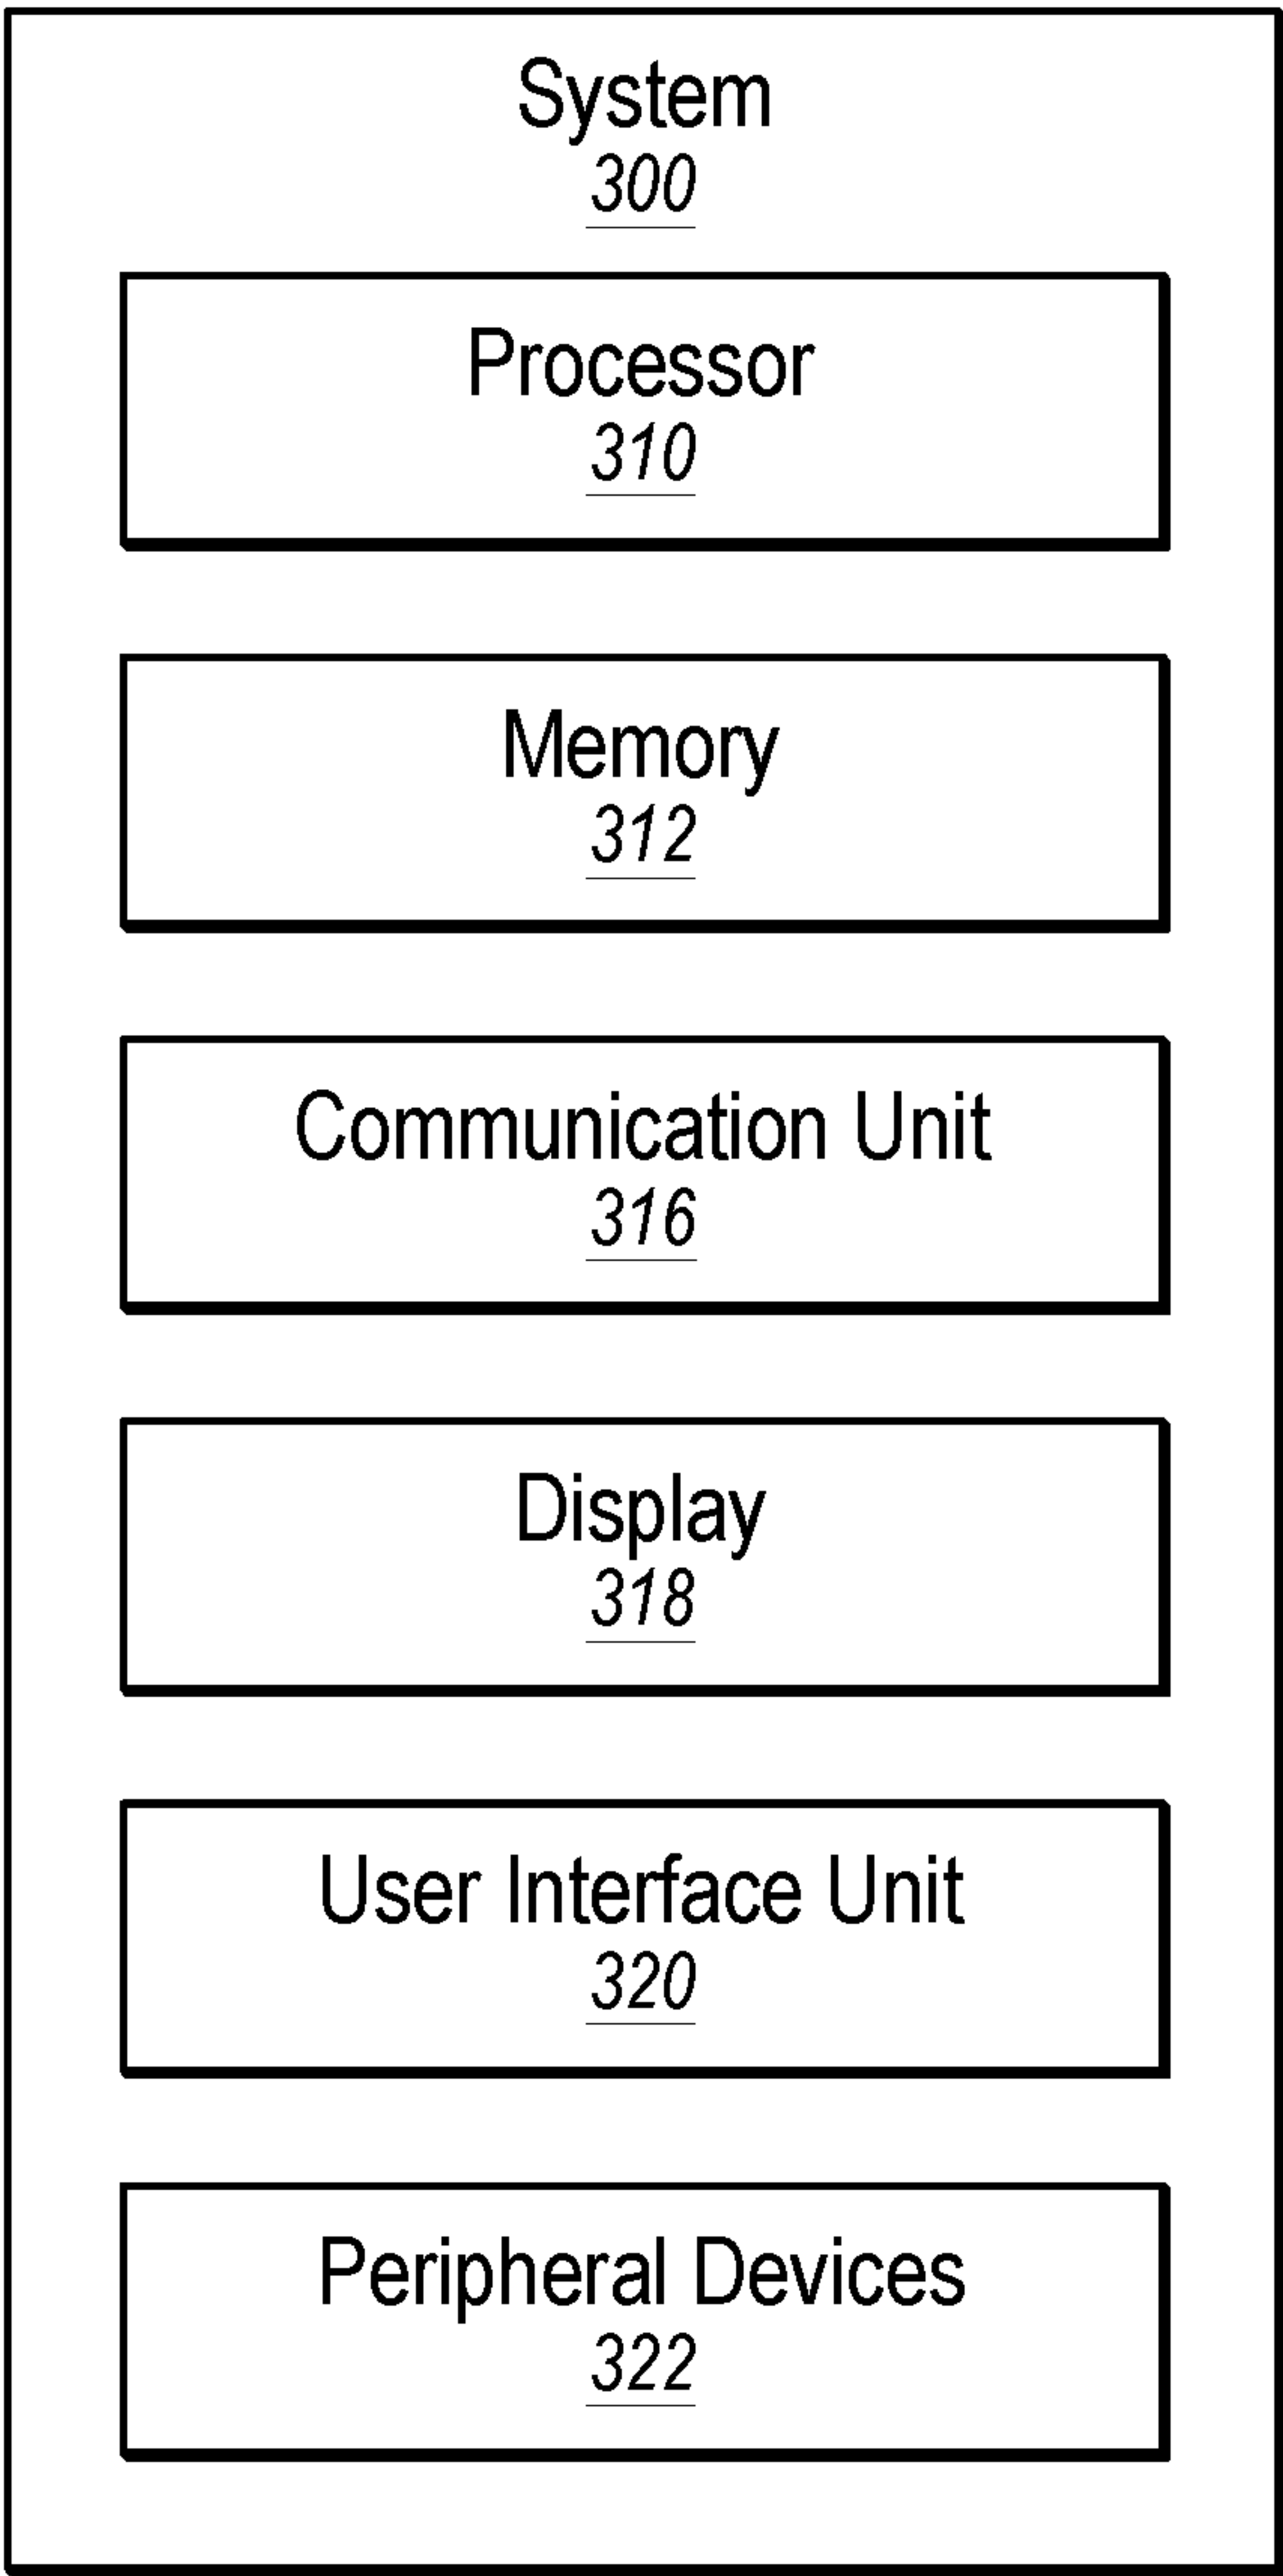 System
300
Processor
310
Memory
312
Communication Unit
316
Display
318
User Interface Unit
320
Peripheral Devices
322